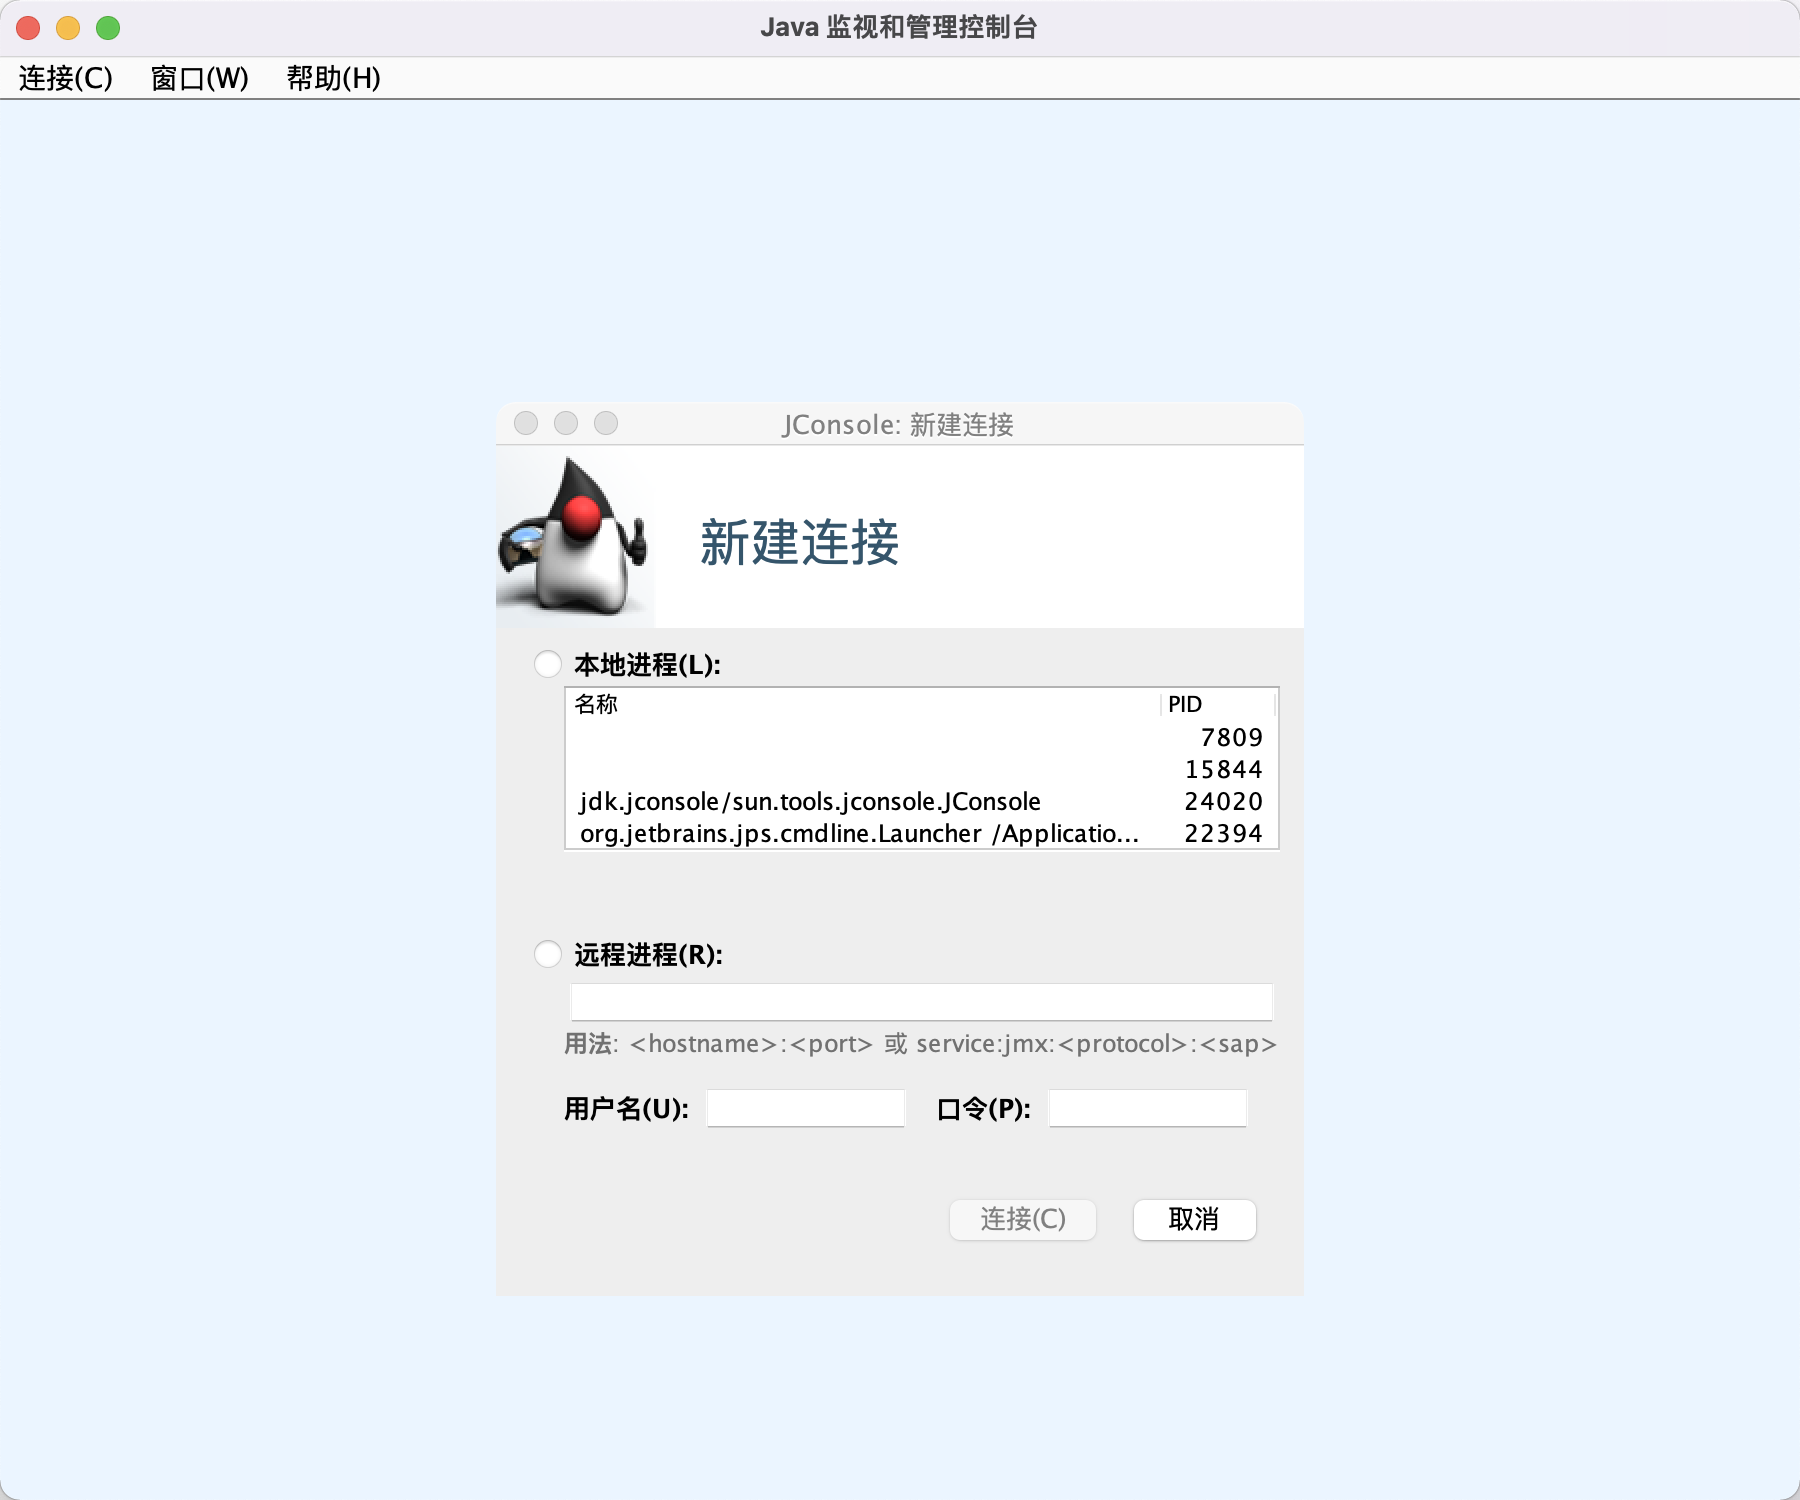 Java 监视和管理控制台
连接(C) 窗口(W) 帮助(H)
JConsole: 新建连接
新建连接
本地进程(L):
名称 PID
7809
15844
jdk.jconsole/sun.tools.jconsole.JConsole 24020
org.jetbrains.jps.cmdline.Launcher /Applicatio... 22394
远程进程(R):
用法: <hostname>:<port> 或 service:jmx:<protocol>:<sap>
用户名(U): 口令(P):
连接(C) 取消